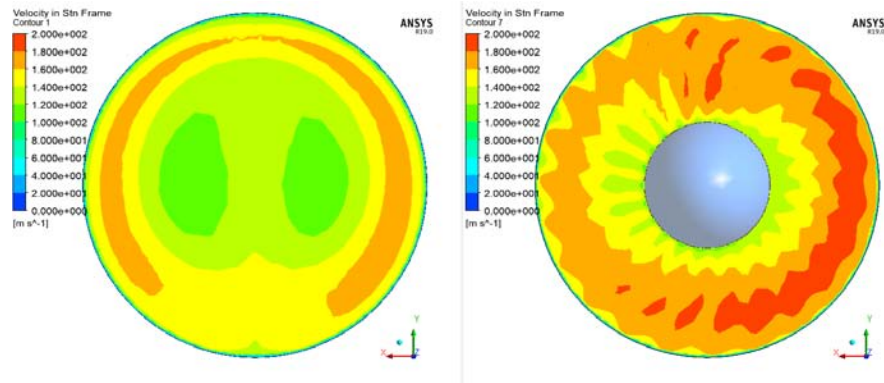 Velocity in Stn Frame
Contour 1
2.000e+002
1.800e+002
1.600e+002
1.400e+002
1.200e+002
1.000e+002
8.000e+001
6.000e+001
4.000e+001
2.000e+001
0.000e+000
[m s^-1]
ANSYS
R19.0
Y
X
Z
Velocity in Stn Frame
Contour 7
2.000e+002
1.800e+002
1.600e+002
1.400e+002
1.200e+002
1.000e+002
8.000e+001
6.000e+001
4.000e+001
2.000e+001
0.000e+000
[m s^-1]
ANSYS
R19.0
Y
X
Z